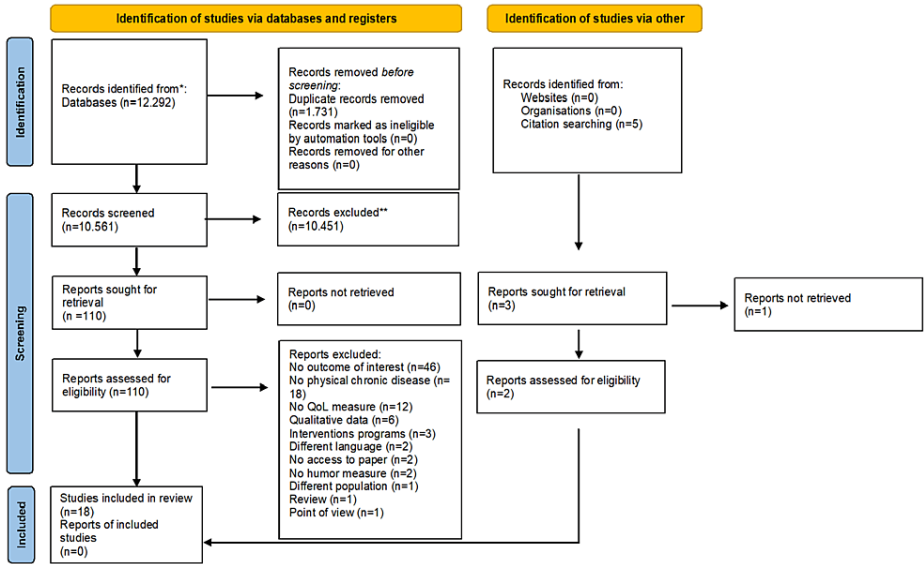 Identification of studies via databases and registers
Identification of studies via other
Identification
Records identified from*:
Databases (n=12.292)
Records removed before
screening:
Duplicate records removed
(n=1.731)
Records marked as ineligible
by automation tools (n=0)
Records removed for other
reasons (n=0)
Records identified from:
Websites (n=0)
Organisations (n=0)
Citation searching (n=5)
Screening
Records screened
(n=10.561)
Records excluded**
(n=10.451)
Reports sought for
retrieval
(n =110)
Reports not retrieved
(n=0)
Reports sought for retrieval
(n=3)
Reports not retrieved
(n=1)
Reports assessed for
eligibility (n=110)
Reports excluded:
No outcome of interest (n=46)
No physical chronic disease (n=
18)
No QoL measure (n=12)
Qualitative data (n=6)
Interventions programs (n=3)
Different language (n=2)
No access to paper (n=2)
No humor measure (n=2)
Different population (n=1)
Review (n=1)
Point of view (n=1)
Reports assessed for eligibility
(n=2)
Included
Studies included in review
(n=18)
Reports of included
studies
(n=0)